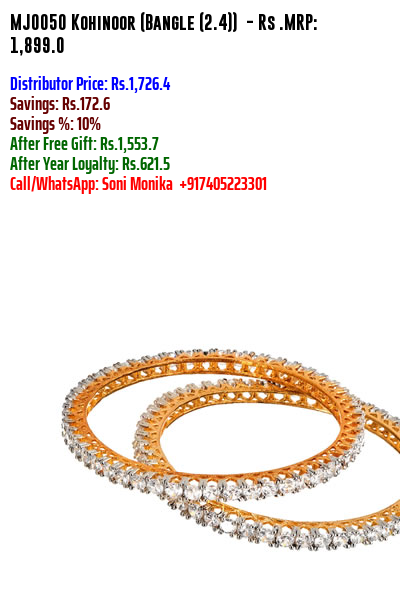 MJ0050 Kohinoor (Bangle (2.4)) - Rs .MRP:
1,899.0
Distributor Price: Rs.1,726.4
Savings: Rs.172.6
Savings %: 10%
After Free Gift: Rs.1,553.7
After Year Loyalty: Rs.621.5
Call/WhatsApp: Soni Monika +917405223301